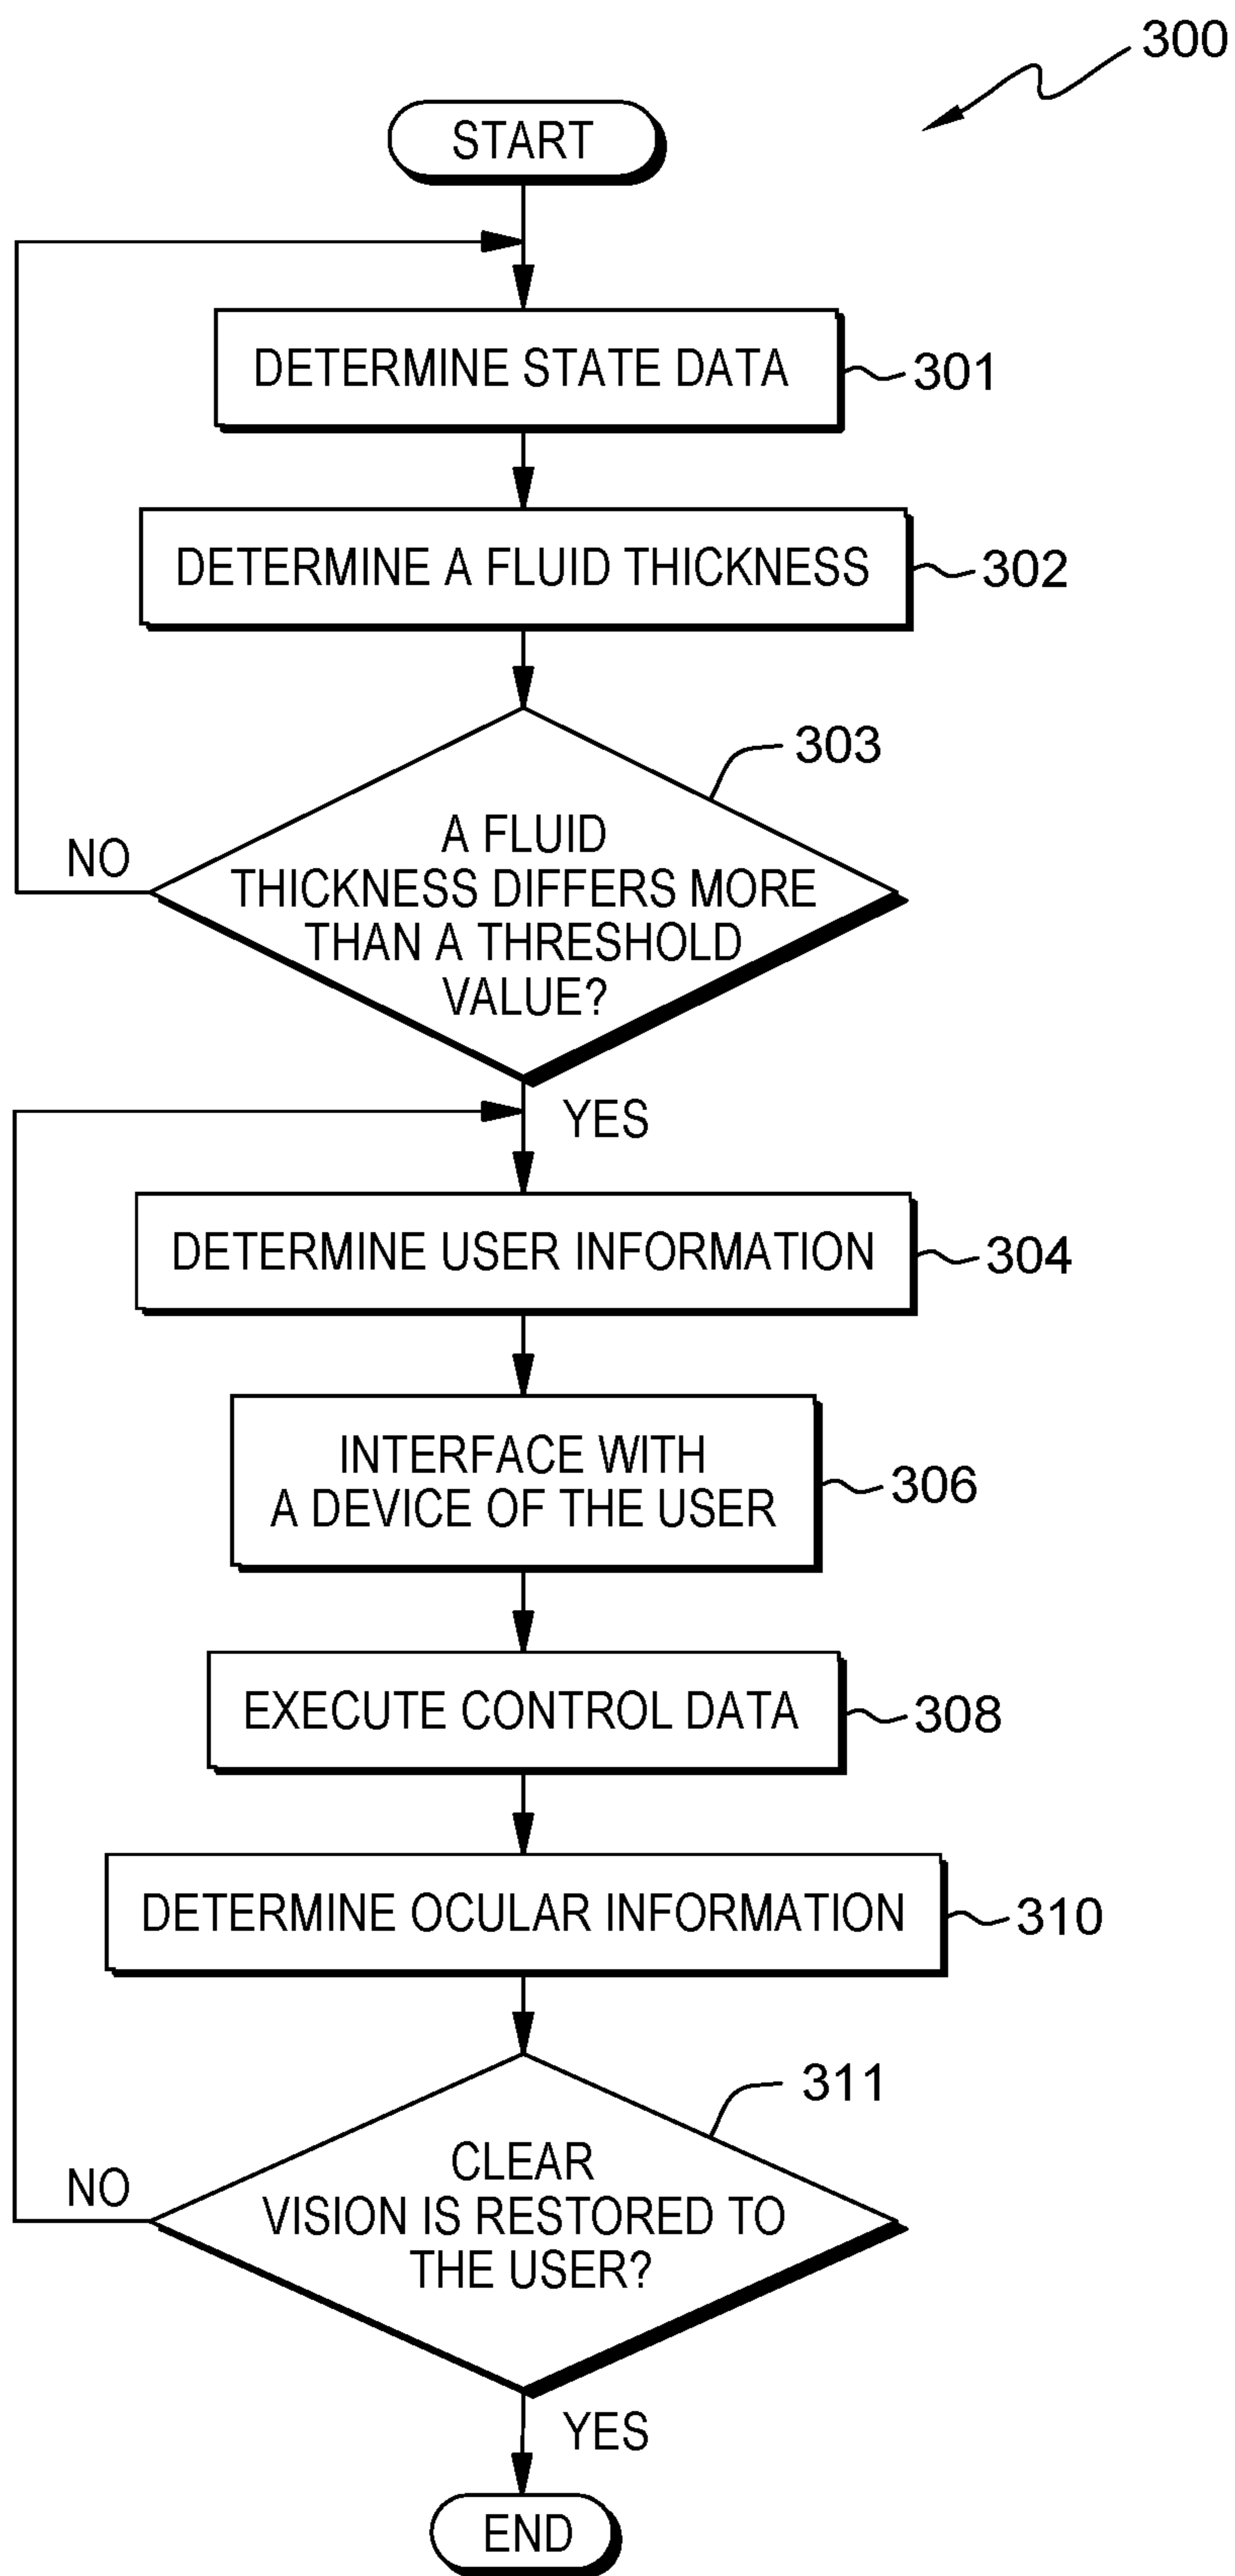 300
START
DETERMINE STATE DATA
301
DETERMINE A FLUID THICKNESS
302
303
A FLUID
THICKNESS DIFFERS MORE
THAN A THRESHOLD
VALUE?
NO
YES
DETERMINE USER INFORMATION
304
INTERFACE WITH
A DEVICE OF THE USER
306
EXECUTE CONTROL DATA
308
DETERMINE OCULAR INFORMATION
310
311
CLEAR
VISION IS RESTORED TO
THE USER?
NO
YES
END